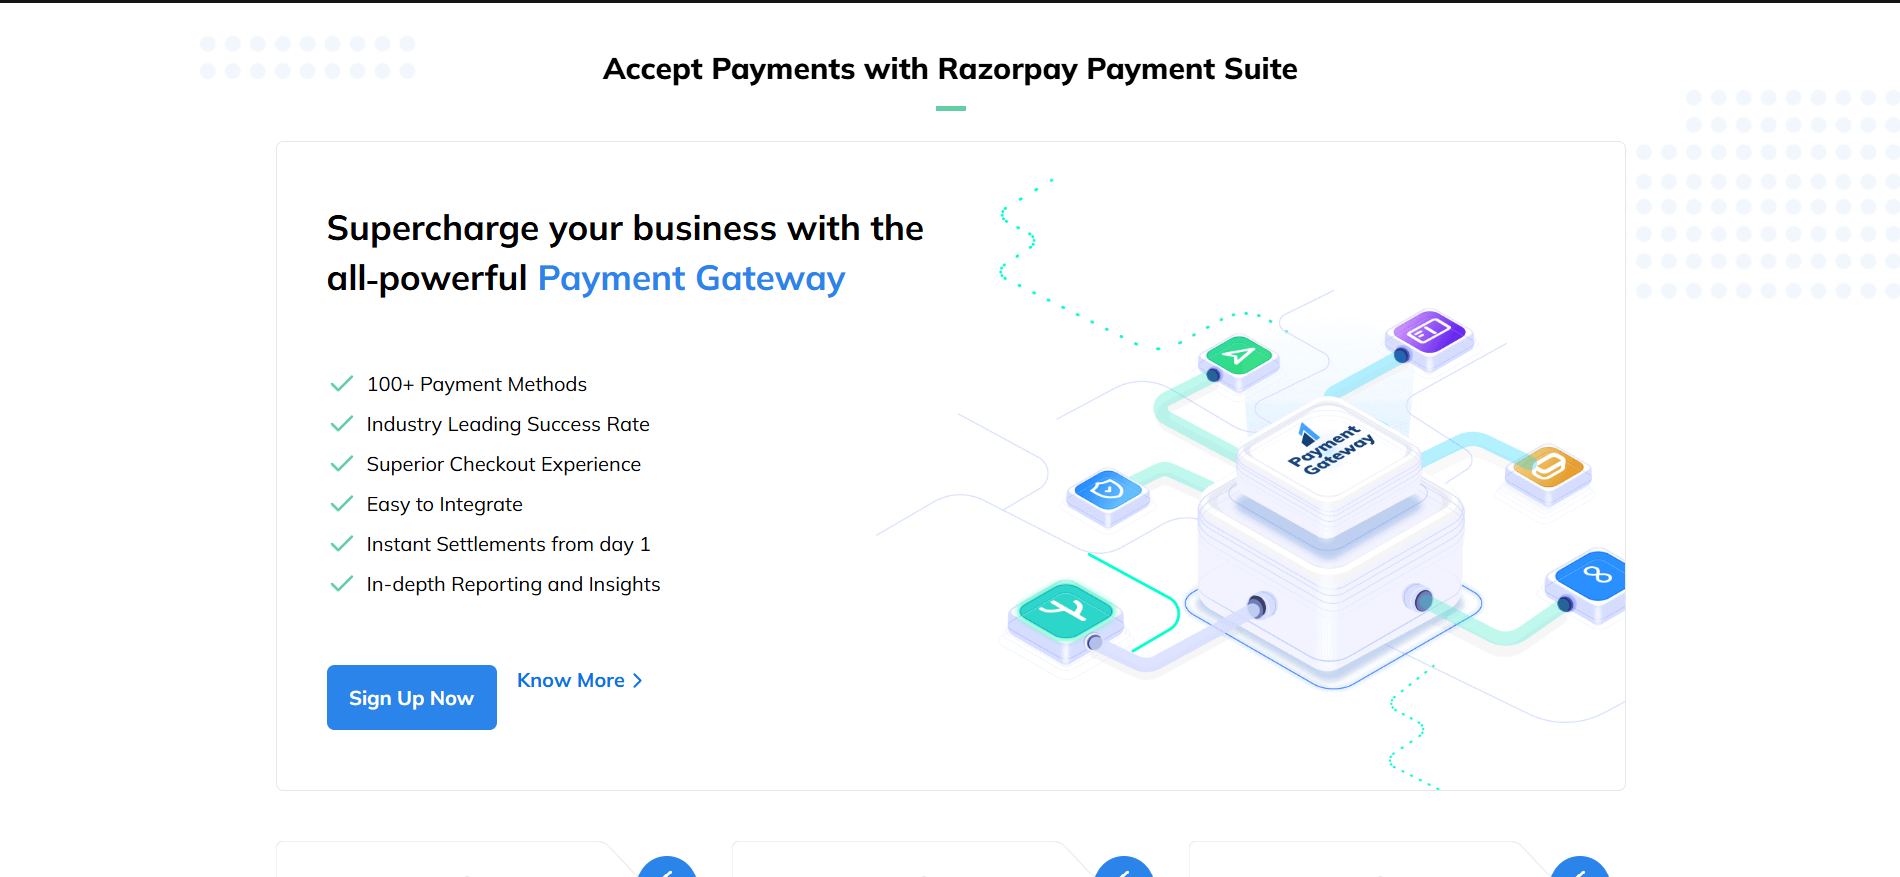 Accept Payments with Razorpay Payment Suite
Supercharge your business with the
all-powerful Payment Gateway
100+ Payment Methods
Industry Leading Success Rate
Superior Checkout Experience
Easy to Integrate
Instant Settlements from day 1
In-depth Reporting and Insights
Sign Up Now
Know More
Payment
Gateway